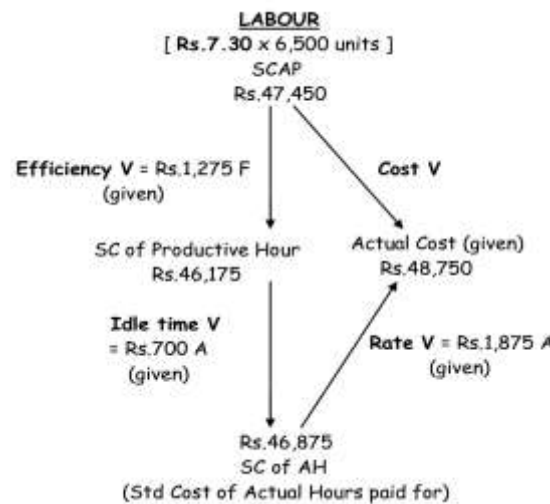 LABOUR
[ Rs.7.30 x 6,500 units ]
SCAP
Rs.47,450
Efficiency V = Rs.1,275 F
(given)
Cost V
SC of Productive Hour
Rs.46,175
Actual Cost (given)
Rs.48,750
Idle time V
= Rs.700 A
(given)
Rate V = Rs.1,875 A
(given)
Rs.46,875
SC of AH
(Std Cost of Actual Hours paid for)